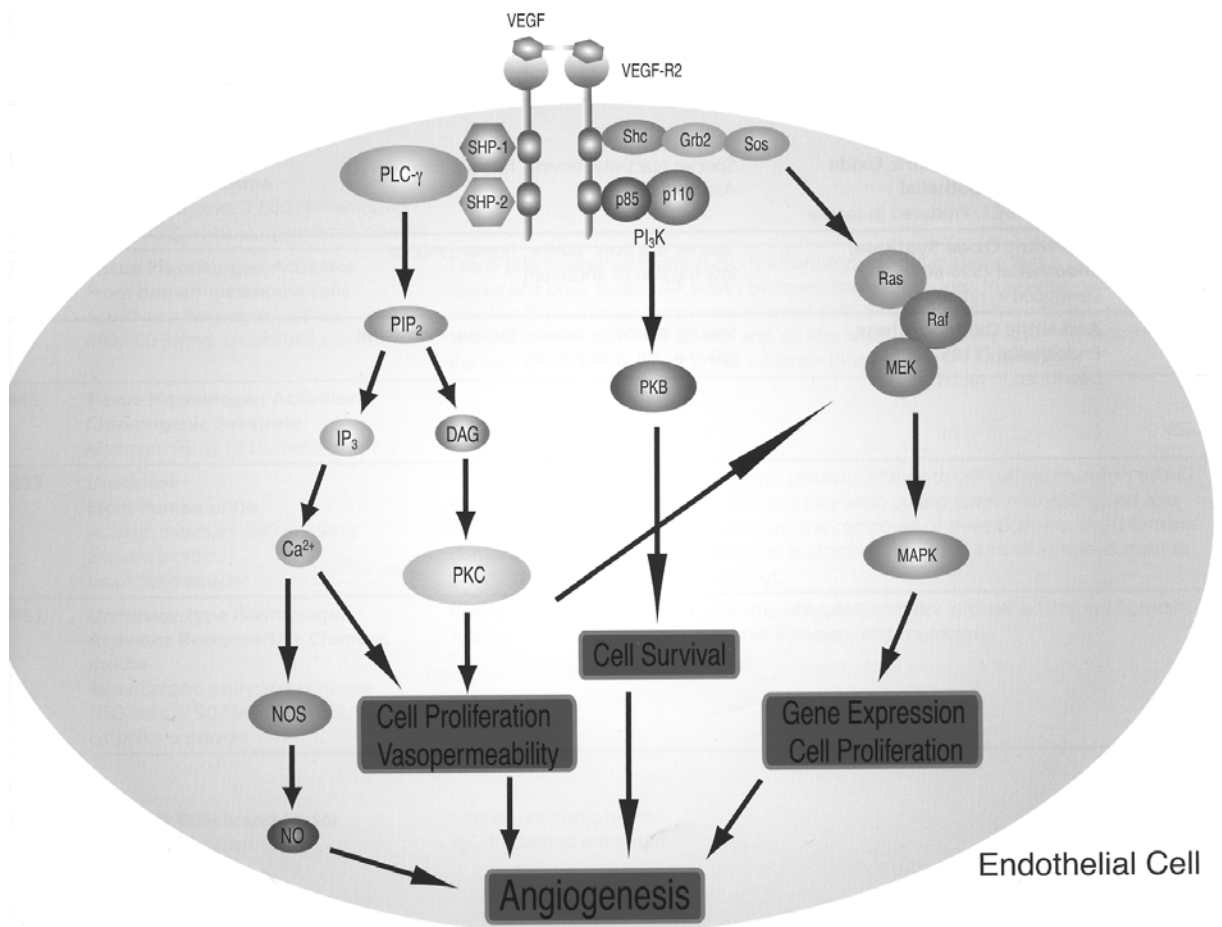 VEGF
VEGF-R2
SHP-1
SHP-2
PLC-γ
Shc
Grb2
Sos
p85
p110
PI₃K
Ras
Raf
MEK
PIP₂
PKB
IP₃
DAG
Ca²⁺
PKC
MAPK
Cell Survival
NOS
Cell Proliferation
Vasopermeability
Gene Expression
Cell Proliferation
NO
Angiogenesis
Endothelial Cell